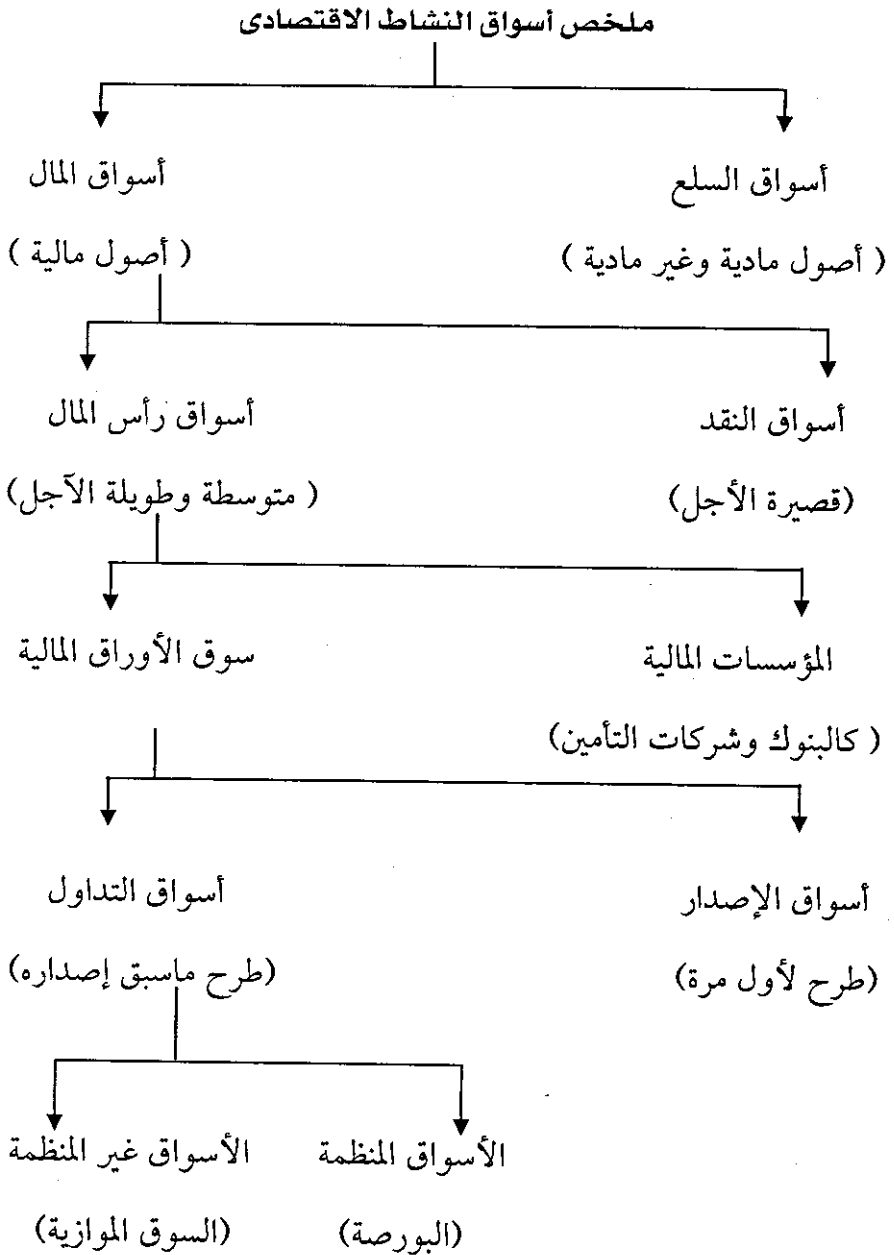 ملخص أسواق النشاط الاقتصادى
أسواق السلع
أسواق المال
( أصول مادية وغير مادية )
( أصول مالية )
أسواق النقد
أسواق رأس المال
(قصيرة الأجل)
( متوسطة وطويلة الآجل)
المؤسسات المالية
سوق الأوراق المالية
( كالبنوك وشركات التأمين)
أسواق الإصدار
أسواق التداول
(طرح لأول مرة)
(طرح ماسبق إصداره)
الأسواق المنظمة
الأسواق غير المنظمة
(البورصة)
(السوق الموازية)